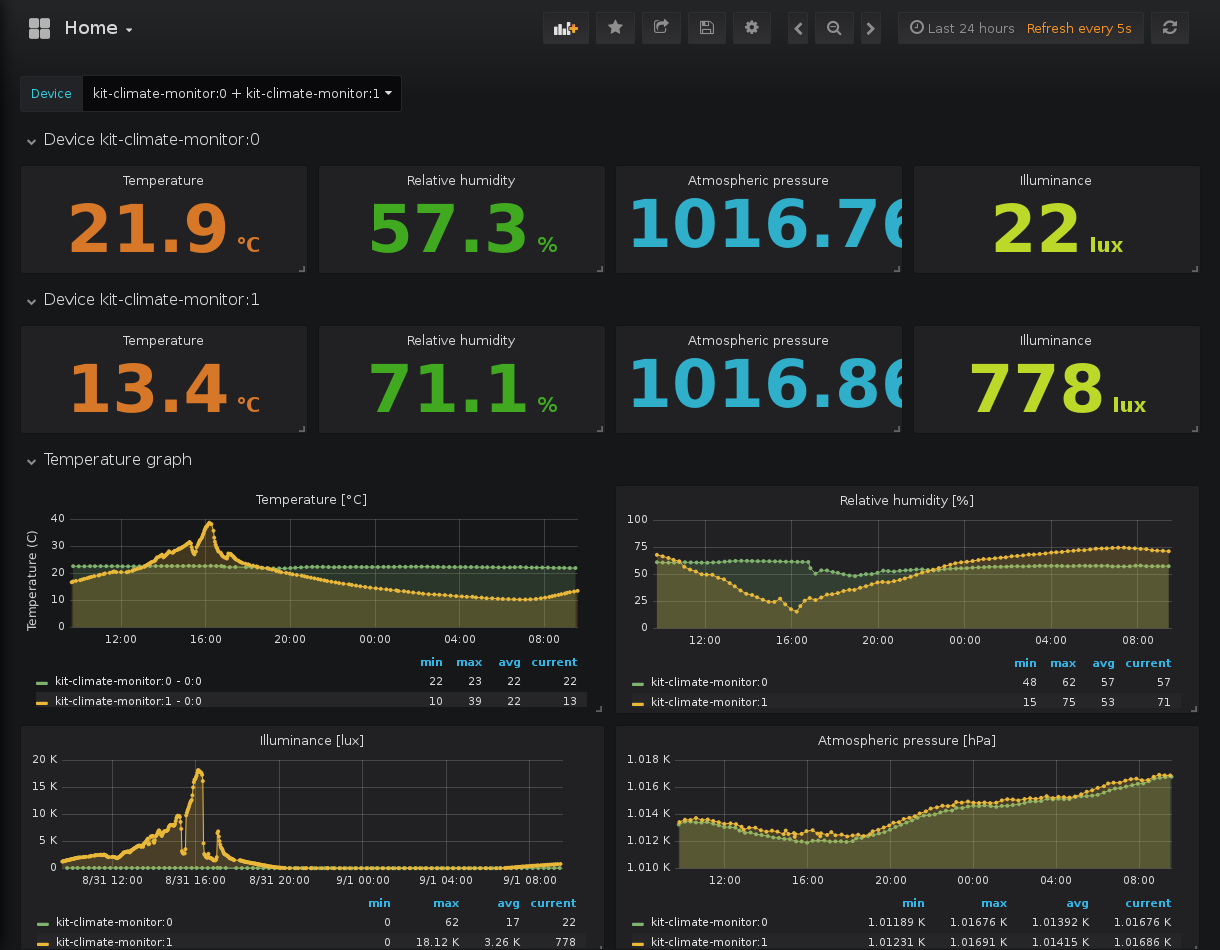 Home
Last 24 hours Refresh every 5s
Device kit-climate-monitor:0 + kit-climate-monitor:1
Device kit-climate-monitor:0
Temperature Relative humidity Atmospheric pressure Illuminance
21.9 °C 57.3 % 1016.76 22 lux
Device kit-climate-monitor:1
Temperature Relative humidity Atmospheric pressure Illuminance
13.4 °C 71.1 % 1016.86 778 lux
Temperature graph
Temperature [°C]
Temperature (C)
40
30
20
10
0
12:00 16:00 20:00 00:00 04:00 08:00
min max avg current
kit-climate-monitor:0 - 0:0 22 23 22 22
kit-climate-monitor:1 - 0:0 10 39 22 13
Relative humidity [%]
100
75
50
25
0
12:00 16:00 20:00 00:00 04:00 08:00
min max avg current
kit-climate-monitor:0 48 62 57 57
kit-climate-monitor:1 15 75 53 71
Illuminance [lux]
20 K
15 K
10 K
5 K
0
8/31 12:00 8/31 16:00 8/31 20:00 9/1 00:00 9/1 04:00 9/1 08:00
min max avg current
kit-climate-monitor:0 0 62 17 22
kit-climate-monitor:1 0 18.12 K 3.26 K 778
Atmospheric pressure [hPa]
1.018 K
1.016 K
1.014 K
1.012 K
1.010 K
12:00 16:00 20:00 00:00 04:00 08:00
min max avg current
kit-climate-monitor:0 1.01189 K 1.01676 K 1.01392 K 1.01676 K
kit-climate-monitor:1 1.01231 K 1.01691 K 1.01415 K 1.01686 K